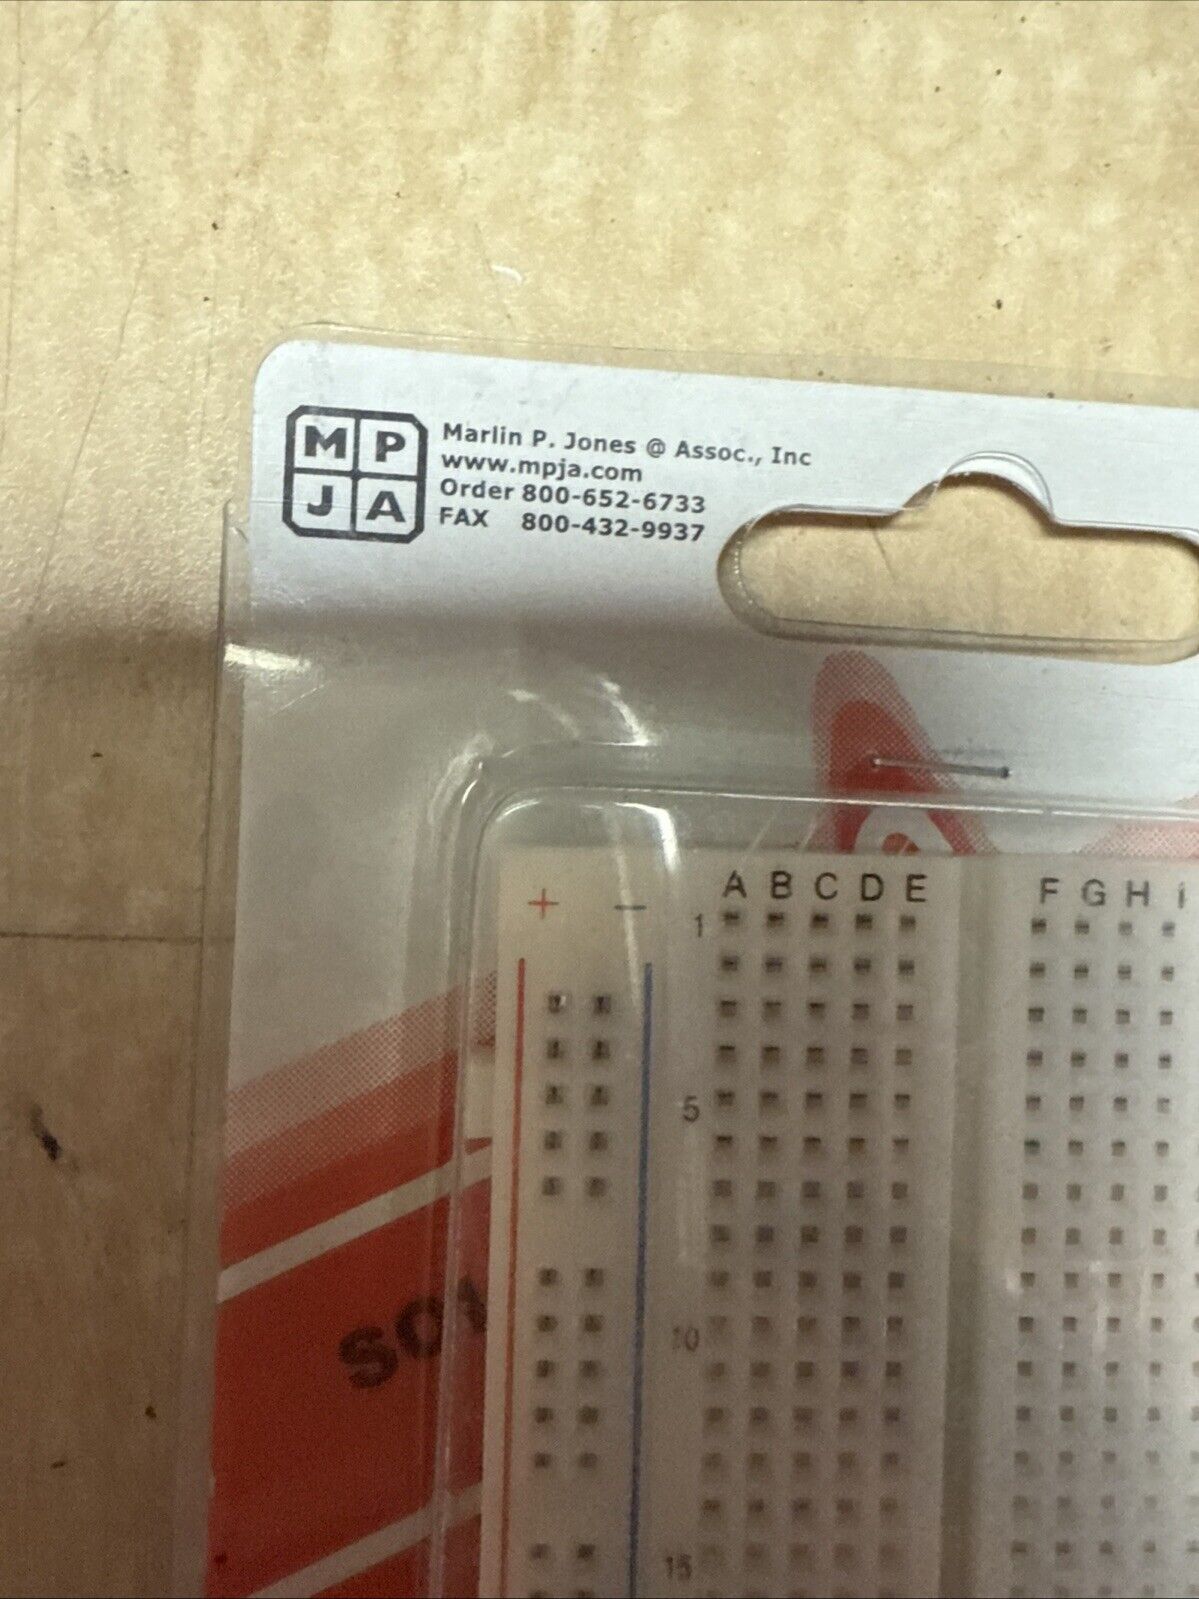 M P
J A
Marlin P. Jones @ Assoc., Inc
www.mpja.com
Order 800-652-6733
FAX 800-432-9937
+ − A B C D E F G H I
1
5
10
15